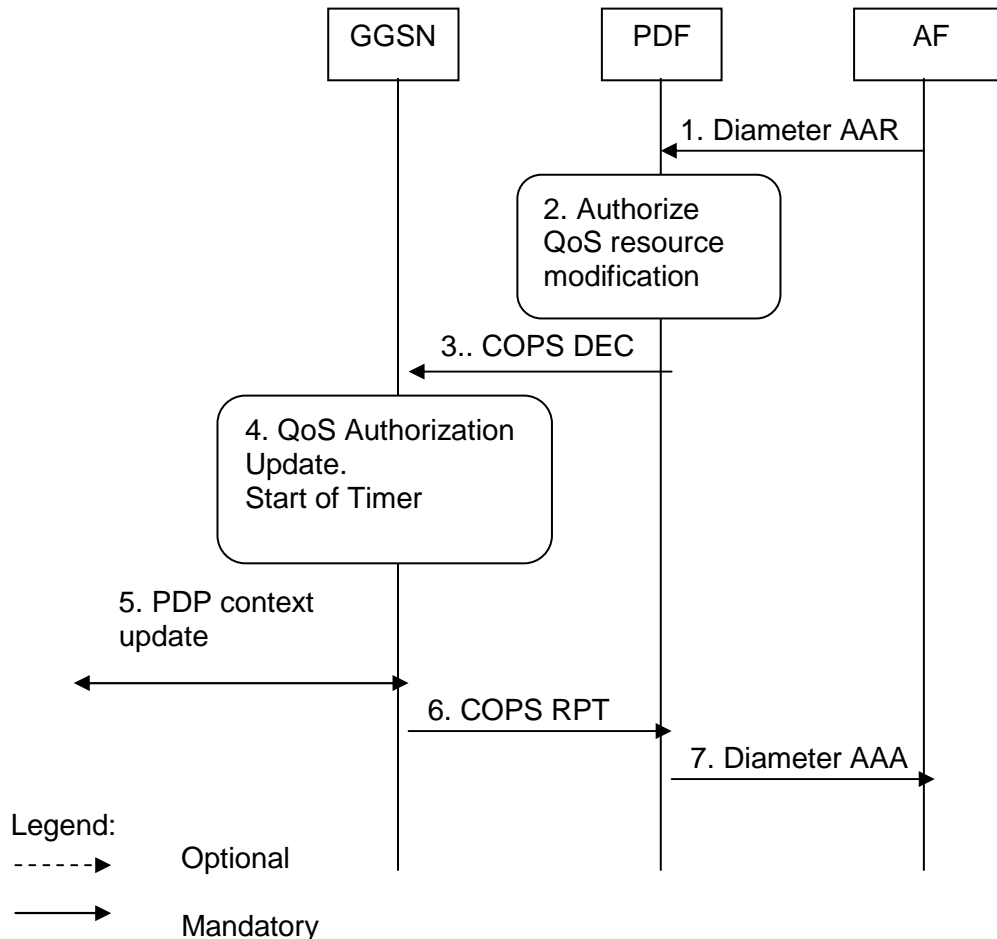 GGSN
PDF
AF
1. Diameter AAR
2. Authorize
QoS resource
modification
3.. COPS DEC
4. QoS Authorization
Update.
Start of Timer
5. PDP context
update
6. COPS RPT
7. Diameter AAA
Legend:
Optional
Mandatory